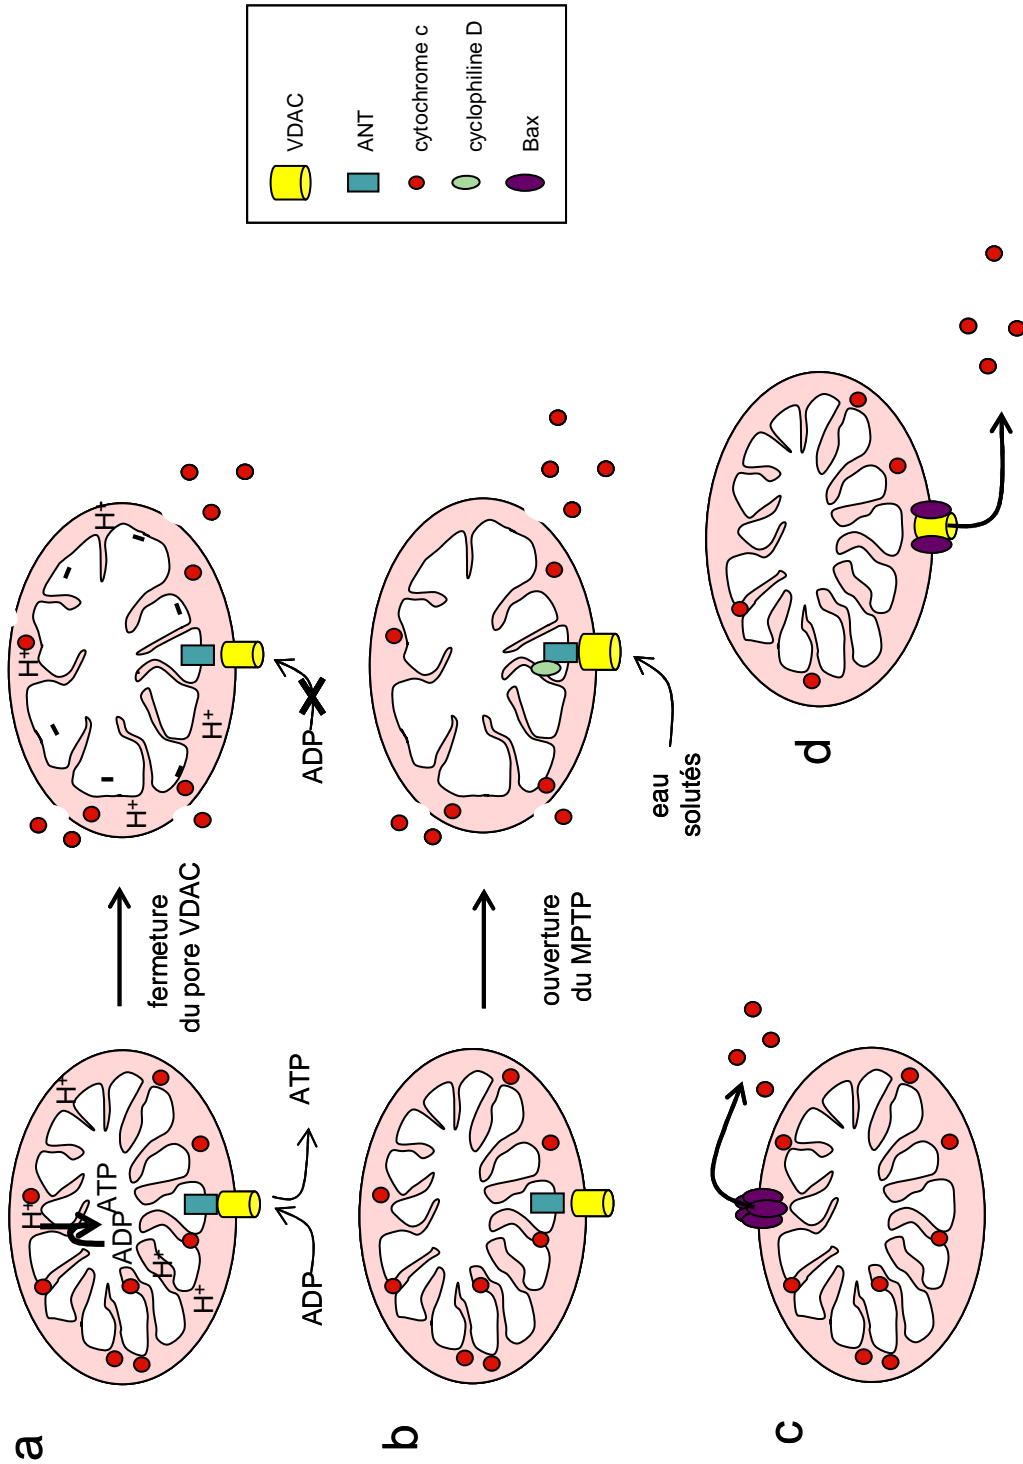 a
H⁺
H⁺
ADP
ATP
H⁺
H⁺
ADP
ATP
fermeture
du pore VDAC
H⁺
H⁺
H⁺
H⁺
ADP
b
ouverture
du MPTP
eau
solutés
c
d
VDAC
ANT
cytochrome c
cyclophiline D
Bax